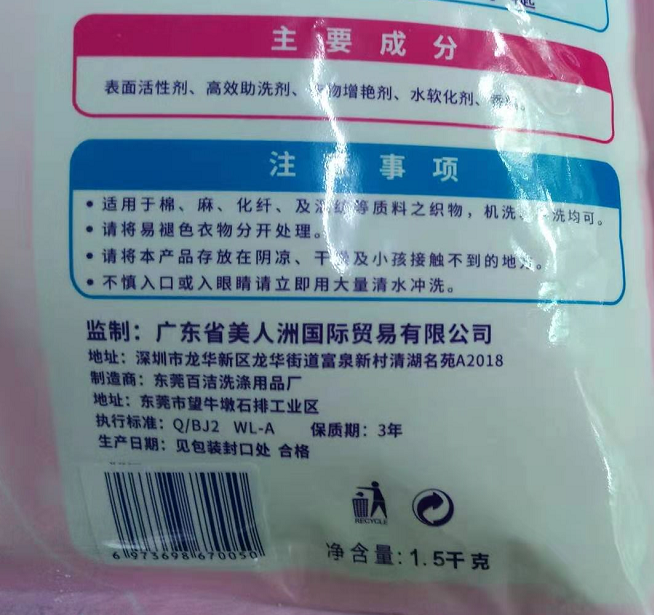 主要成分
表面活性剂、高效助洗剂、物增艳剂、水软化剂、
注 事项
• 适用于棉、麻、化纤、及混纺等质料之织物，机洗、洗均可。
• 请将易褪色衣物分开处理。
• 请将本产品存放在阴凉、干燥及小孩接触不到的地方。
• 不慎入口或入眼睛请立即用大量清水冲洗。
监制：广东省美人洲国际贸易有限公司
地址：深圳市龙华新区龙华街道富泉新村清湖名苑A2018
制造商：东莞百洁洗涤用品厂
地址：东莞市望牛墩石排工业区
执行标准：Q/BJ2 WL-A 保质期：3年
生产日期：见包装封口处 合格
RECYCLE
6 973698 670050
净含量：1.5千克